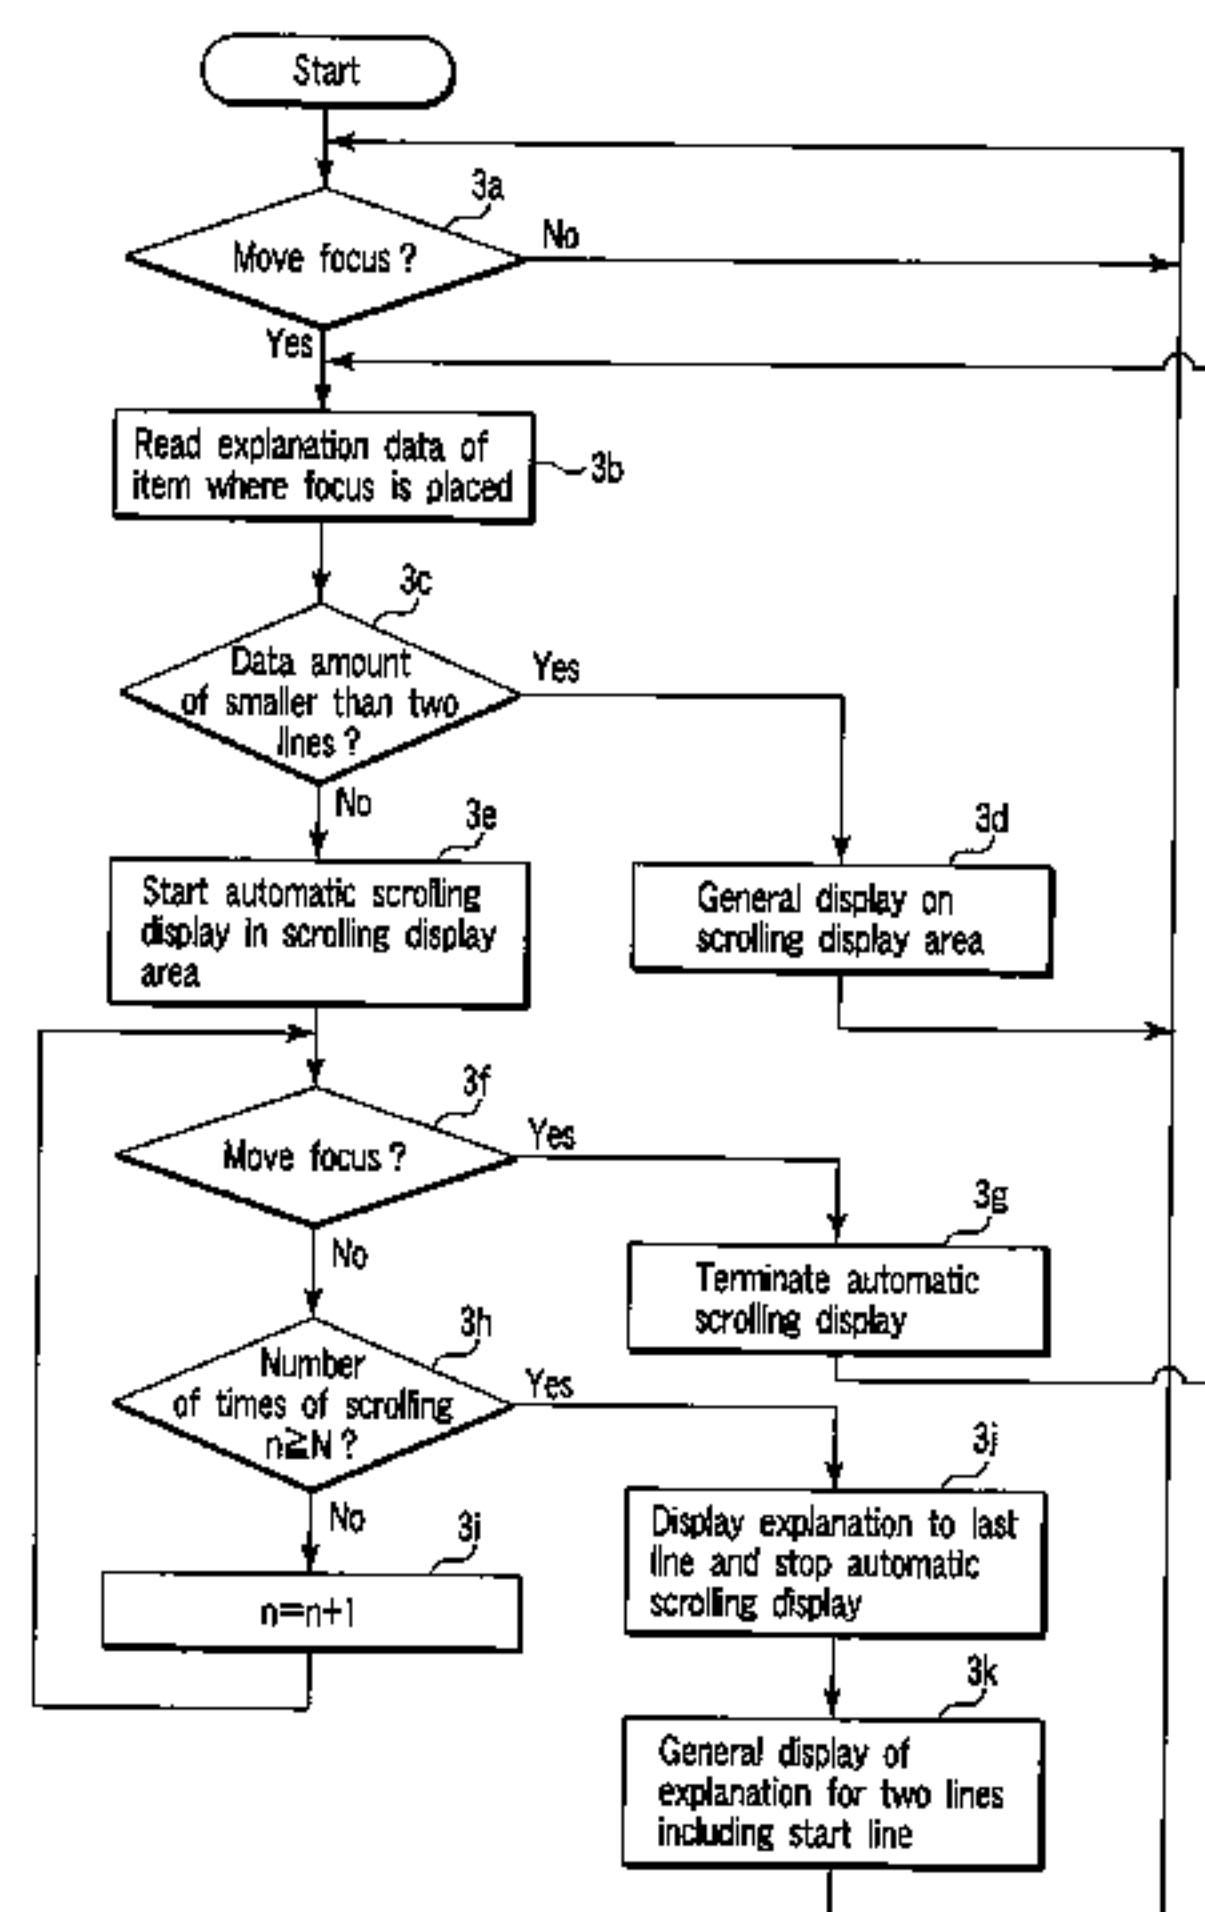 Start
3a
Move focus?
No
Yes
Read explanation data of
item where focus is placed
3b
3c
Data amount
of smaller than two
lines?
Yes
No
3e
Start automatic scrolling
display in scrolling display
area
3d
General display on
scrolling display area
3f
Move focus?
Yes
No
3g
Terminate automatic
scrolling display
3h
Number
of times of scrolling
n≧N?
Yes
No
3i
n=n+1
3j
Display explanation to last
line and stop automatic
scrolling display
3k
General display of
explanation for two lines
including start line